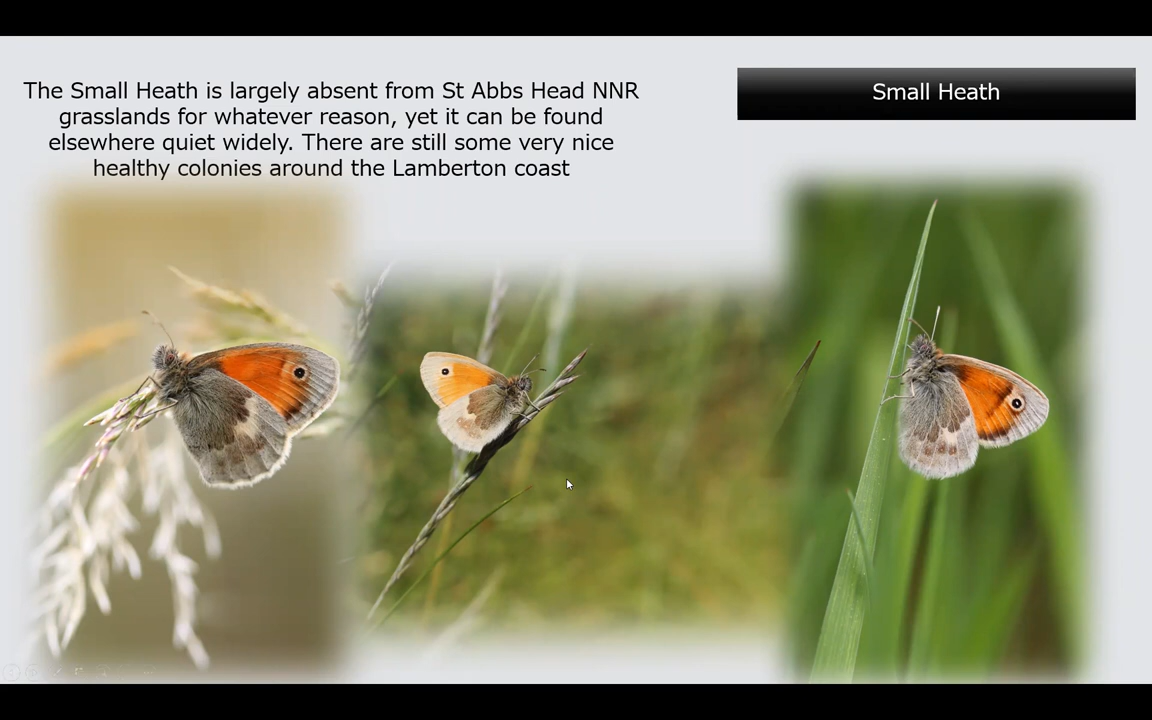 The Small Heath is largely absent from St Abbs Head NNR
grasslands for whatever reason, yet it can be found
elsewhere quiet widely. There are still some very nice
healthy colonies around the Lamberton coast
Small Heath